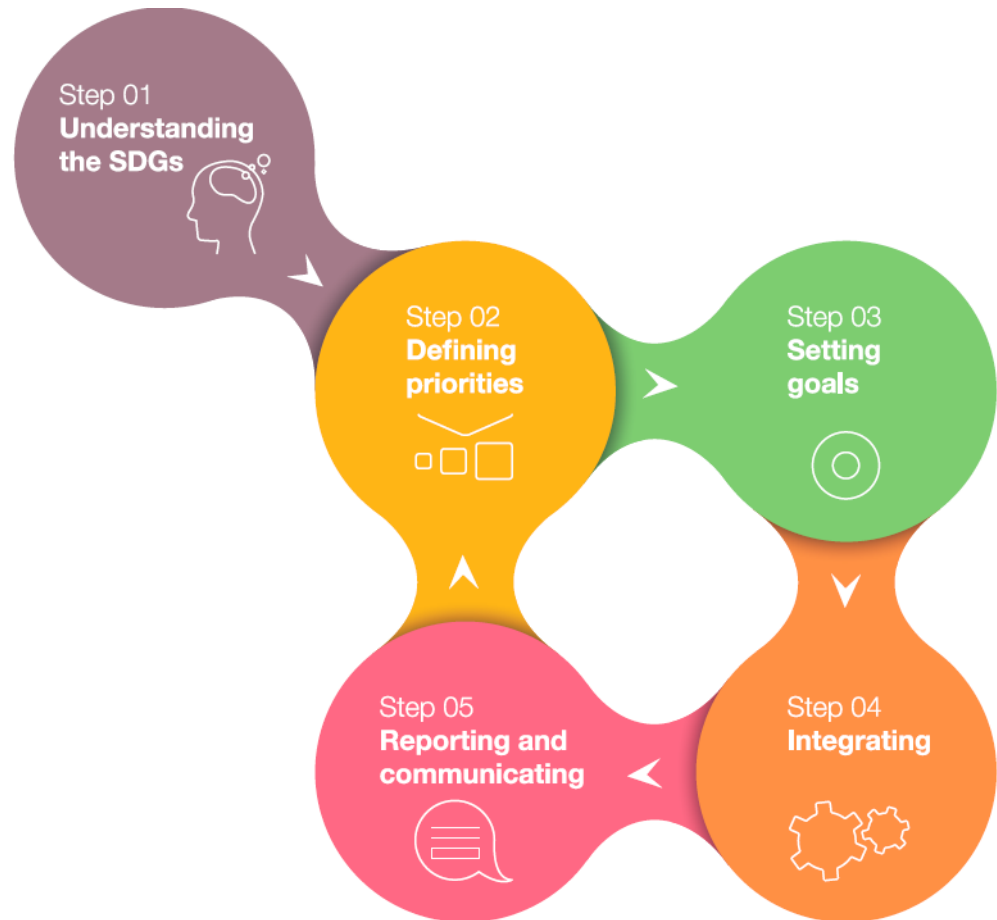 Step 01
Understanding
the SDGs
Step 02
Defining
priorities
Step 03
Setting
goals
Step 04
Integrating
Step 05
Reporting and
communicating